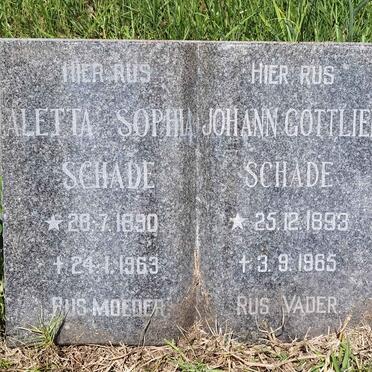 HIER RUS
ALETTA SOPHIA
SCHADE
★ 28.7.1890
+ 24.1.1963
RUS MOEDER
HIER RUS
JOHANN GOTTLIE
SCHADE
★ 25.12.1893
+ 3.9.1965
RUS VADER